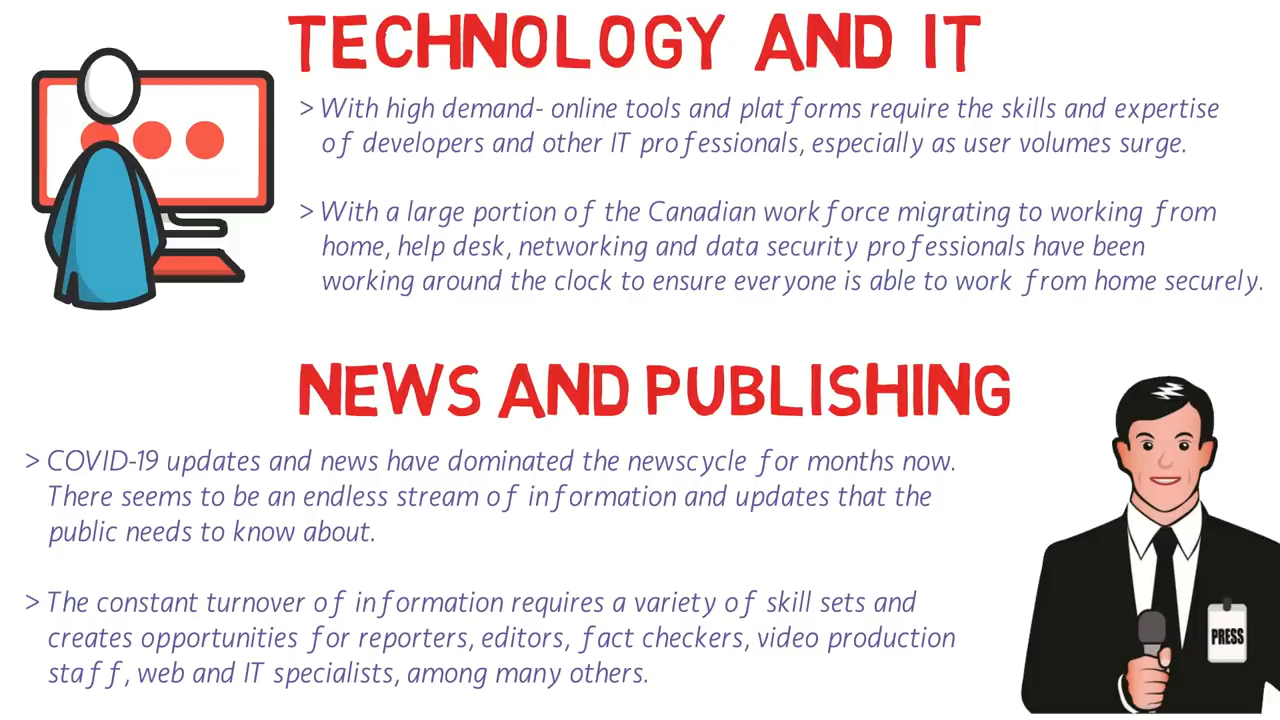 TECHNOLOGY AND IT
> With high demand- online tools and platforms require the skills and expertise
of developers and other IT professionals, especially as user volumes surge.
> With a large portion of the Canadian workforce migrating to working from
home, help desk, networking and data security professionals have been
working around the clock to ensure everyone is able to work from home securely.
NEWS AND PUBLISHING
> COVID-19 updates and news have dominated the newscycle for months now.
There seems to be an endless stream of information and updates that the
public needs to know about.
> The constant turnover of information requires a variety of skill sets and
creates opportunities for reporters, editors, fact checkers, video production
staff, web and IT specialists, among many others.
PRESS